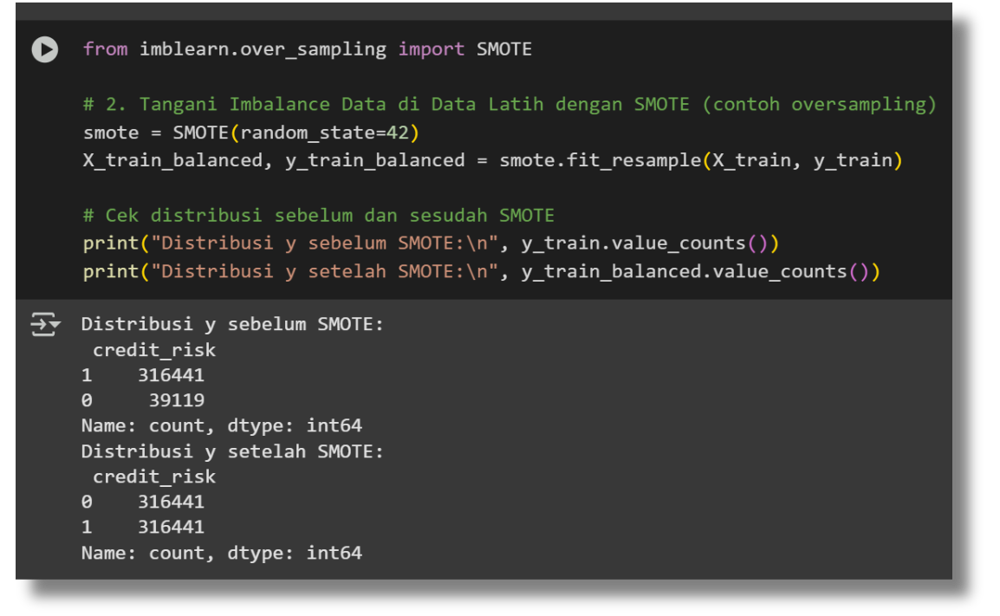 from imblearn.over_sampling import SMOTE
# 2. Tangani Imbalance Data di Data Latih dengan SMOTE (contoh oversampling)
smote = SMOTE(random_state=42)
X_train_balanced, y_train_balanced = smote.fit_resample(X_train, y_train)
# Cek distribusi sebelum dan sesudah SMOTE
print("Distribusi y sebelum SMOTE:\n", y_train.value_counts())
print("Distribusi y setelah SMOTE:\n", y_train_balanced.value_counts())
Distribusi y sebelum SMOTE:
credit_risk
1    316441
0     39119
Name: count, dtype: int64
Distribusi y setelah SMOTE:
credit_risk
0    316441
1    316441
Name: count, dtype: int64